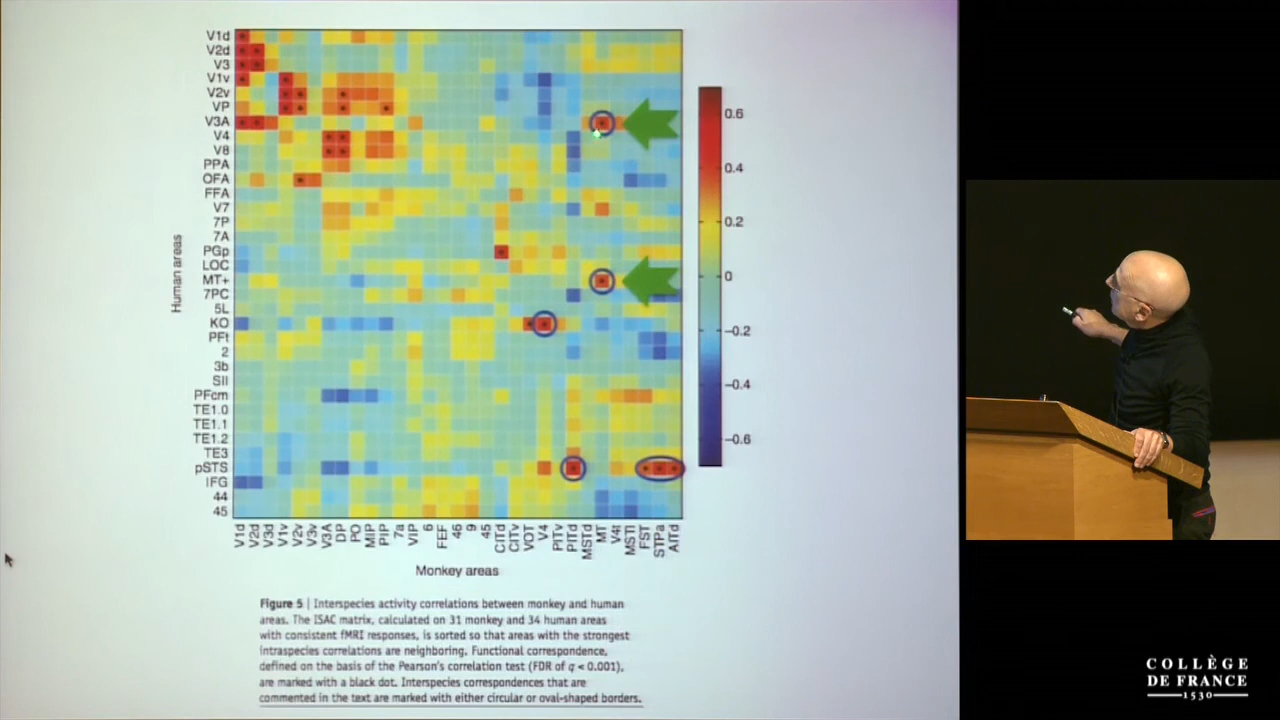 V1d
V2d
V3
V1v
V2v
VP
V3A
V4
V8
PPA
OFA
FFA
V7
7P
7A
PGp
LOC
MT+
7PC
5L
KO
PFt
2
3b
SII
PFcm
TE1.0
TE1.1
TE1.2
TE3
pSTS
IFG
44
45
Human areas
0.6
0.4
0.2
0
−0.2
−0.4
−0.6
V1d V2d V3d V1v V2v V3v V3A DP PO MIP PIP 7a VIP 6 FEF 46 9 45 CITd CITv VOT V4 PITv PITd MSTd MT V4t MSTl FST STPa AITd
Monkey areas
Figure 5 | Interspecies activity correlations between monkey and human
areas. The ISAC matrix, calculated on 31 monkey and 34 human areas
with consistent fMRI responses, is sorted so that areas with the strongest
intraspecies correlations are neighboring. Functional correspondence,
defined on the basis of the Pearson's correlation test (FDR of q < 0.001),
are marked with a black dot. Interspecies correspondences that are
commented in the text are marked with either circular or oval-shaped borders.
COLLÈGE
DE FRANCE
1530